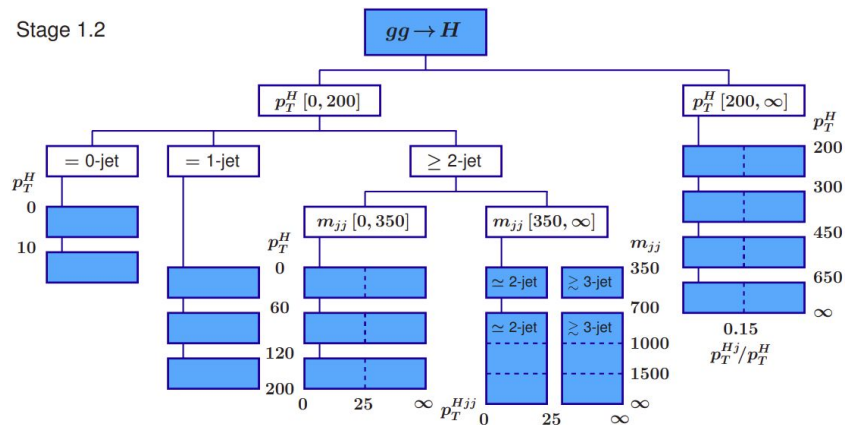 Stage 1.2
gg → H
p_T^H [0, 200]
p_T^H [200, ∞]
= 0-jet
= 1-jet
≥ 2-jet
m_jj [0, 350]
m_jj [350, ∞]
p_T^H
0
10
p_T^H
0
60
120
200
0
25
∞
p_T^Hjj
≃ 2-jet
≳ 3-jet
≃ 2-jet
≳ 3-jet
m_jj
350
700
1000
1500
∞
0
25
∞
p_T^H
200
300
450
650
∞
0.15
p_T^Hj/p_T^H